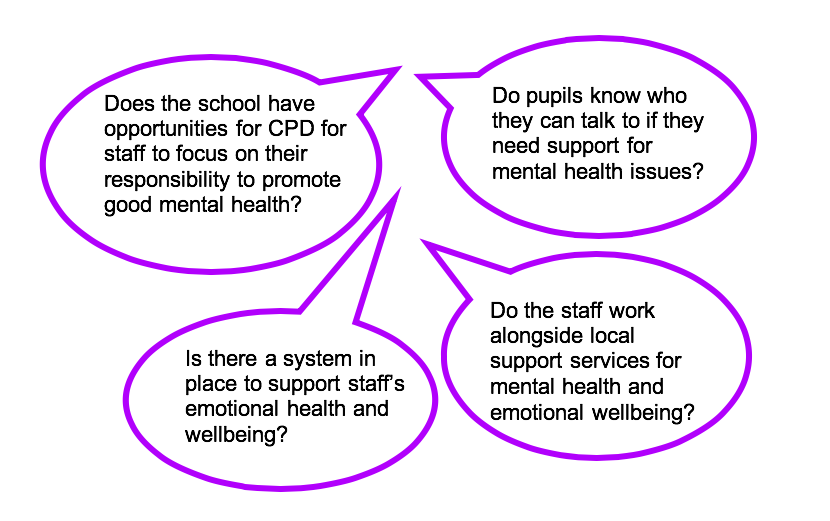 Does the school have
opportunities for CPD for
staff to focus on their
responsibility to promote
good mental health?
Do pupils know who
they can talk to if they
need support for
mental health issues?
Is there a system in
place to support staff's
emotional health and
wellbeing?
Do the staff work
alongside local
support services for
mental health and
emotional wellbeing?